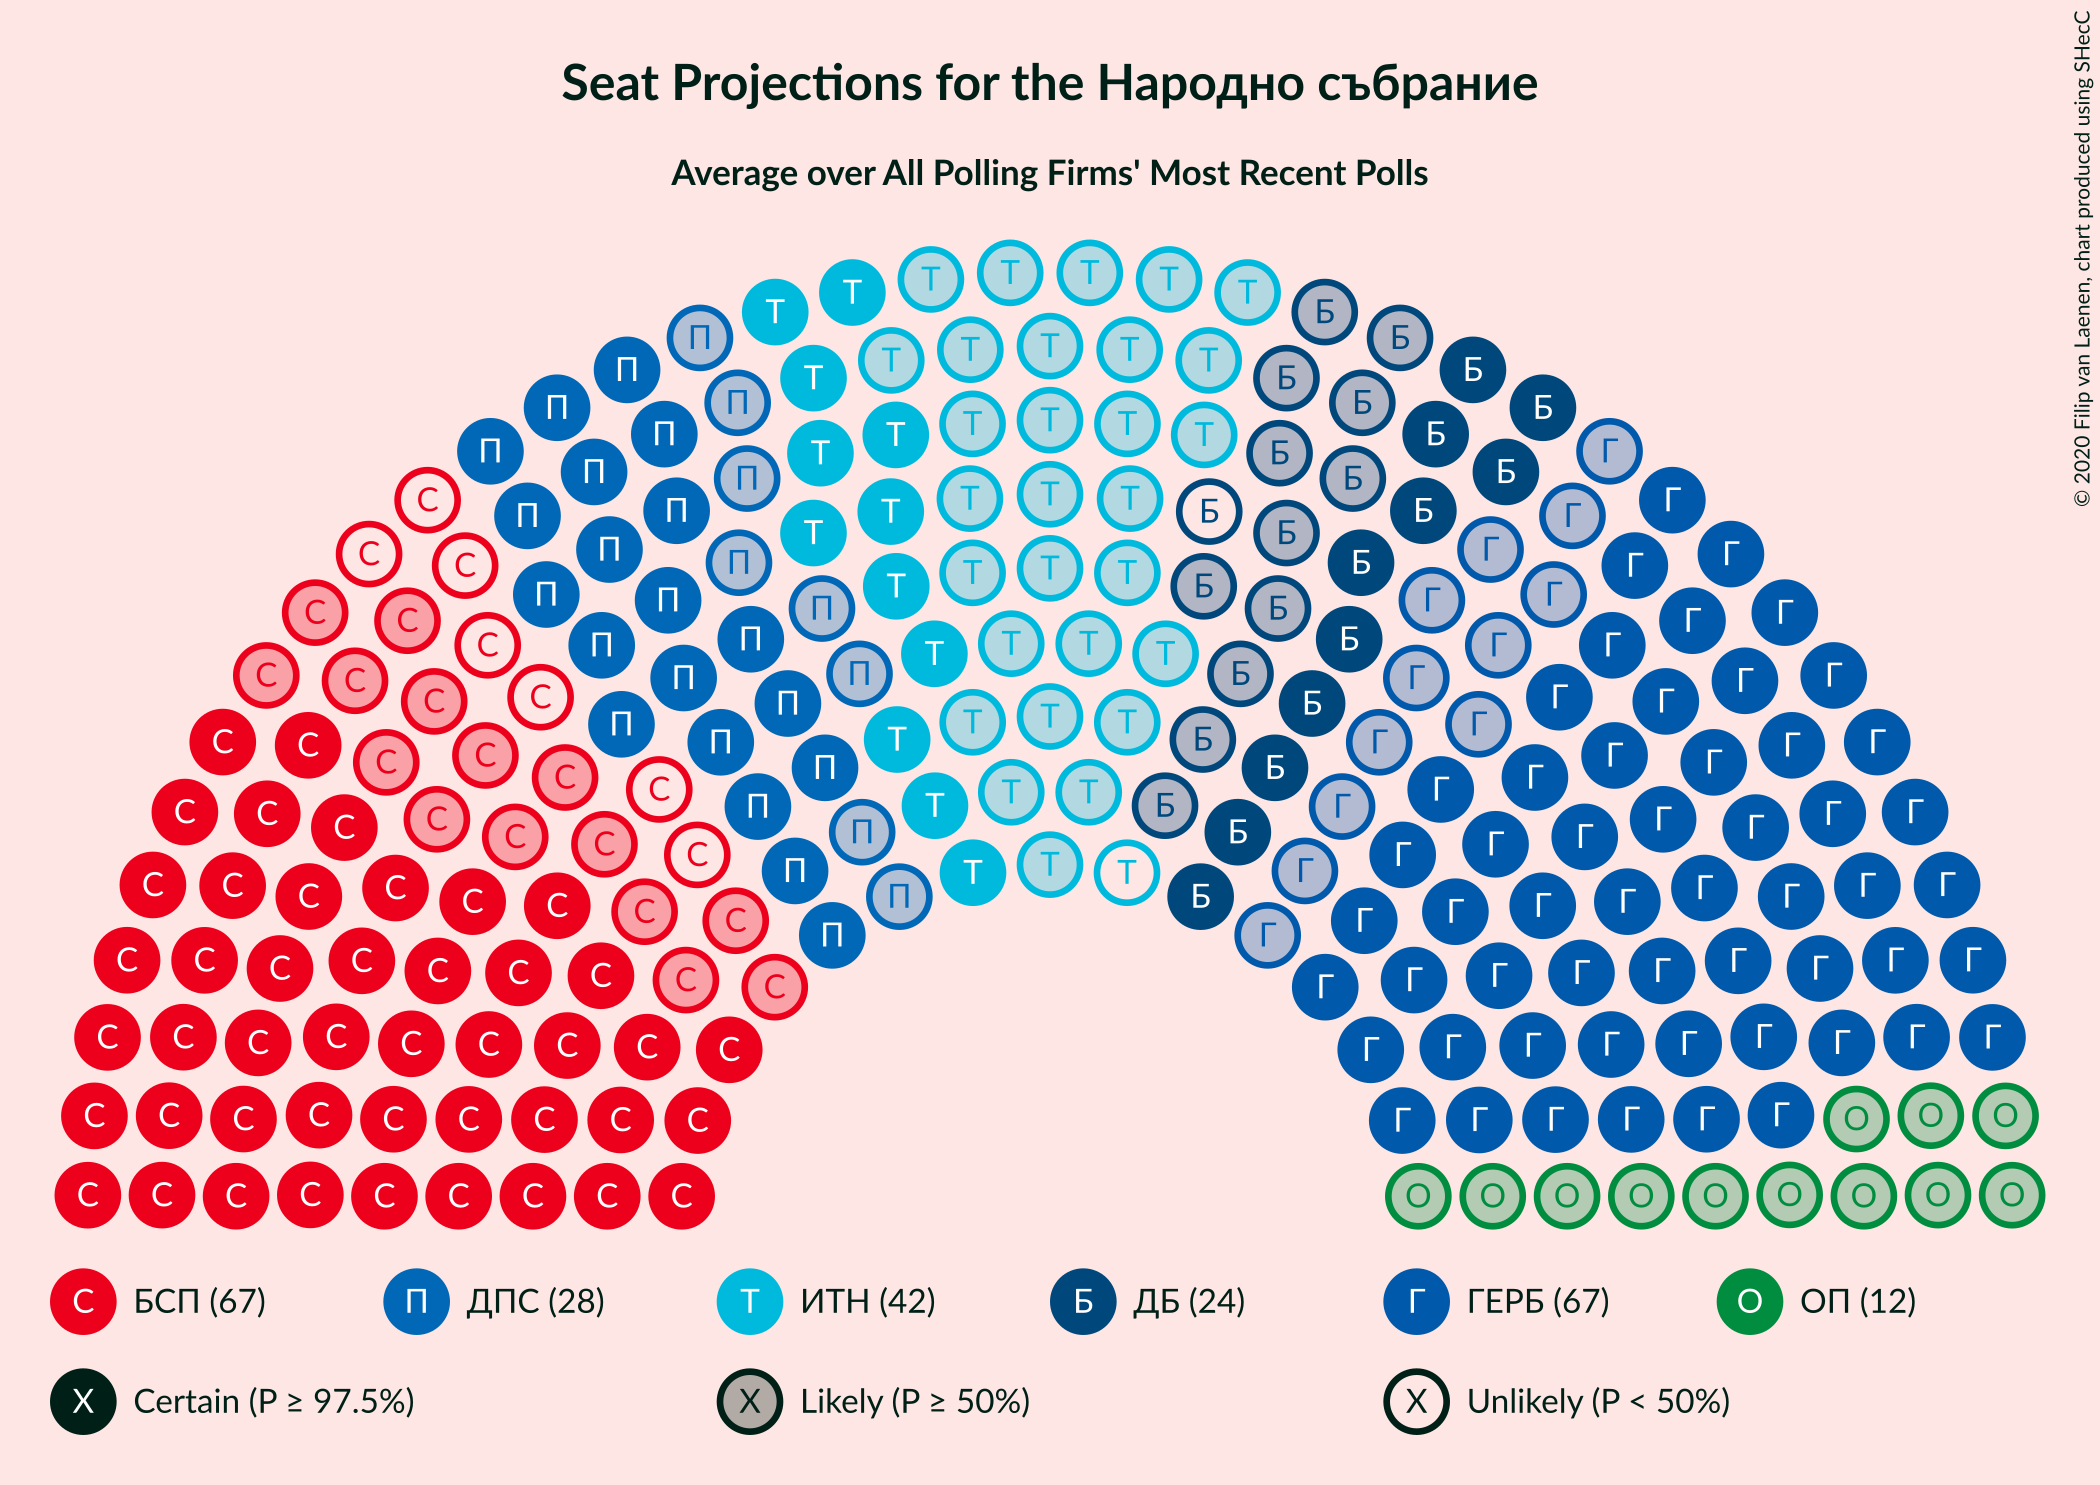 Seat Projections for the Народно събрание
Average over All Polling Firms' Most Recent Polls
© 2020 Filip van Laenen, chart produced using SHecC
Т Т Т Т Т Т Т
П Б Б
П Т Т Т Т Т Б Б
П П Т Б Б Б
П П П Т Т Т Т Т Т Б Б Б Г
С П П П Т Т Т Т Б Б Б Б Г Г
С С П П П Т Т Т Т Т Б Б Б Г Г Г
С С С П П П П Т Т Т Т Б Б Б Г Г Г Г
С С С С П П П Т Т Т Т Б Б Г Г Г Г Г
С С С С С П П Т Т Т Т Б Б Г Г Г Г Г Г
С С С С С П П Т Т Т Б Б Г Г Г Г Г Г Г
С С С С С С С П П Т Т Т Б Г Г Г Г Г Г Г Г
С С С С С С С С П П Б Г Г Г Г Г Г Г Г Г
С С С С С С С С С Г Г Г Г Г Г Г Г Г
С С С С С С С С С Г Г Г Г Г Г Г Г Г
С С С С С С С С С Г Г Г Г Г Г О О О
С С С С С С С С С О О О О О О О О О
С БСП (67) П ДПС (28) Т ИТН (42) Б ДБ (24) Г ГЕРБ (67) О ОП (12)
X Certain (P ≥ 97.5%) X Likely (P ≥ 50%) X Unlikely (P < 50%)